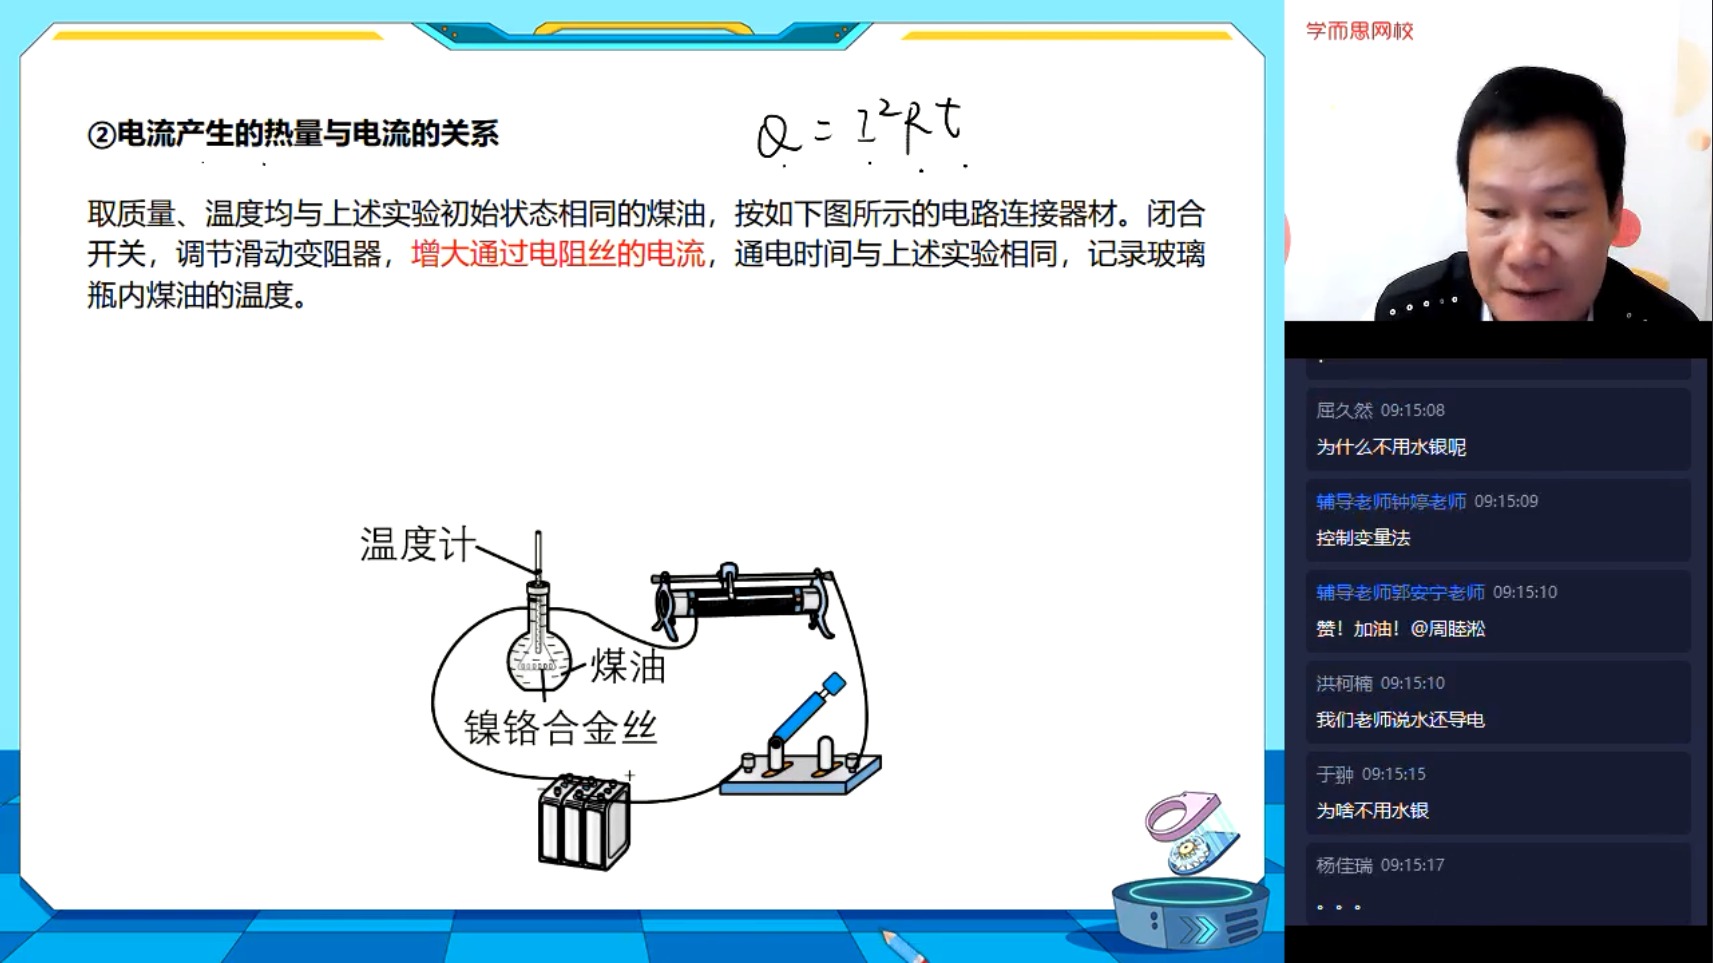 ②电流产生的热量与电流的关系
Q = I²Rt
取质量、温度均与上述实验初始状态相同的煤油，按如下图所示的电路连接器材。闭合
开关，调节滑动变阻器，增大通过电阻丝的电流，通电时间与上述实验相同，记录玻璃
瓶内煤油的温度。
温度计
煤油
镍铬合金丝
+
-
学而思网校
屈久然 09:15:08
为什么不用水银呢
辅导老师钟婷老师 09:15:09
控制变量法
辅导老师郭安宁老师 09:15:10
赞！加油！@周睦淞
洪柯楠 09:15:10
我们老师说水还导电
于翀 09:15:15
为啥不用水银
杨佳瑞 09:15:17
。。。